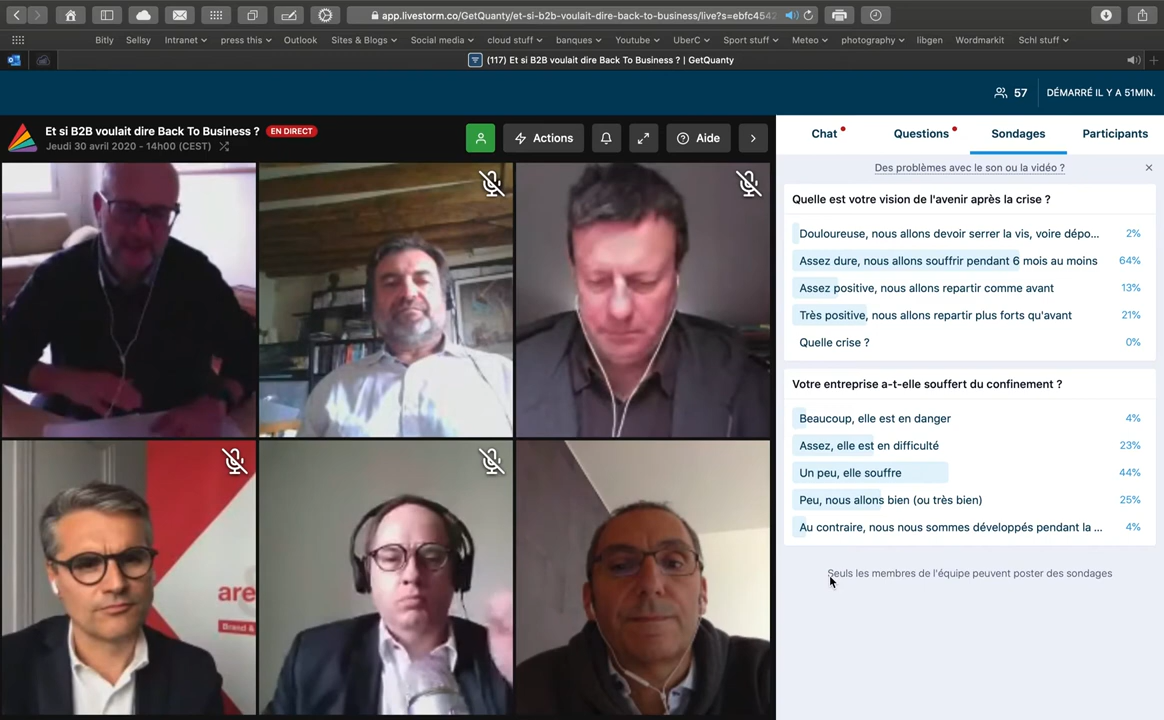 app.livestorm.co/GetQuanty/et-si-b2b-voulait-dire-back-to-business/live?s=ebfc4542
Bitly Sellsy Intranet press this Outlook Sites & Blogs Social media cloud stuff banques Youtube UberC Sport stuff Meteo photography libgen Wordmarkit Schl stuff
(117) Et si B2B voulait dire Back To Business ? | GetQuanty
57 DÉMARRÉ IL Y A 51MIN.
Et si B2B voulait dire Back To Business ? EN DIRECT
Jeudi 30 avril 2020 - 14h00 (CEST)
Actions Aide
Chat Questions Sondages Participants
Des problèmes avec le son ou la vidéo ?
Quelle est votre vision de l'avenir après la crise ?
Douloureuse, nous allons devoir serrer la vis, voire dépo... 2%
Assez dure, nous allons souffrir pendant 6 mois au moins 64%
Assez positive, nous allons repartir comme avant 13%
Très positive, nous allons repartir plus forts qu'avant 21%
Quelle crise ? 0%
Votre entreprise a-t-elle souffert du confinement ?
Beaucoup, elle est en danger 4%
Assez, elle est en difficulté 23%
Un peu, elle souffre 44%
Peu, nous allons bien (ou très bien) 25%
Au contraire, nous nous sommes développés pendant la ... 4%
Seuls les membres de l'équipe peuvent poster des sondages
are
Brand &